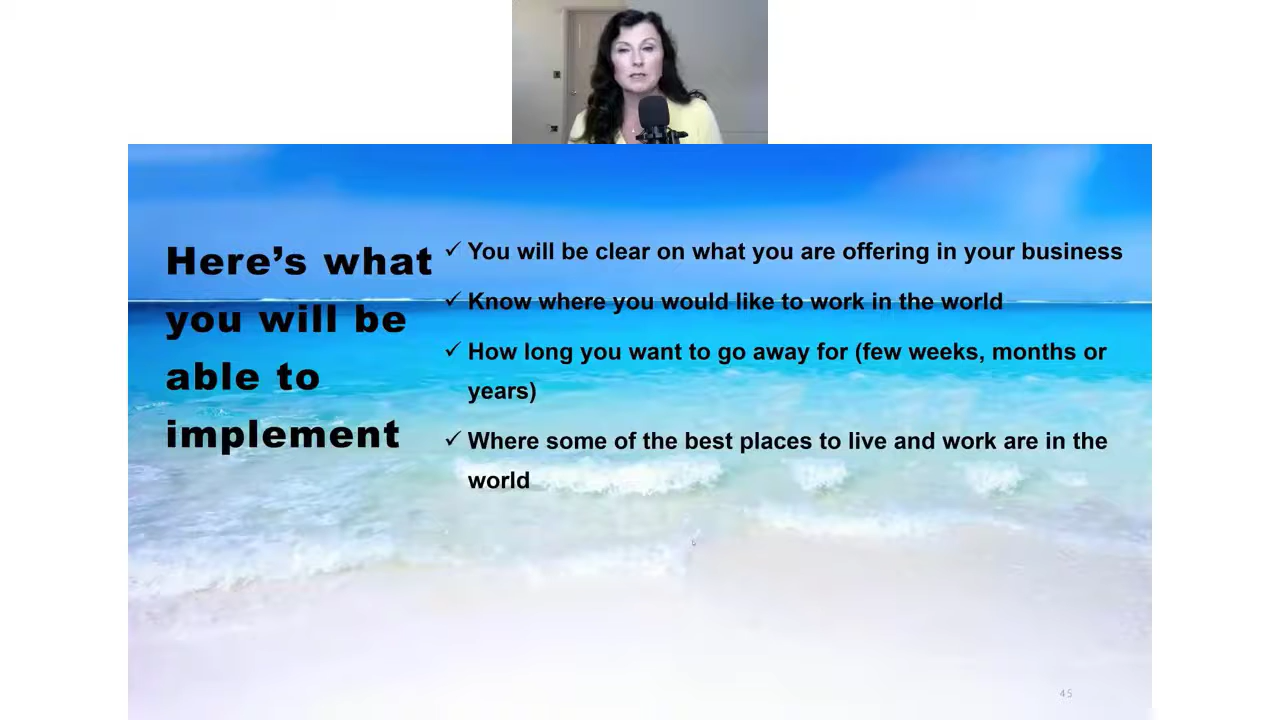 Here’s what
you will be
able to
implement
✓ You will be clear on what you are offering in your business
✓ Know where you would like to work in the world
✓ How long you want to go away for (few weeks, months or
years)
✓ Where some of the best places to live and work are in the
world
45